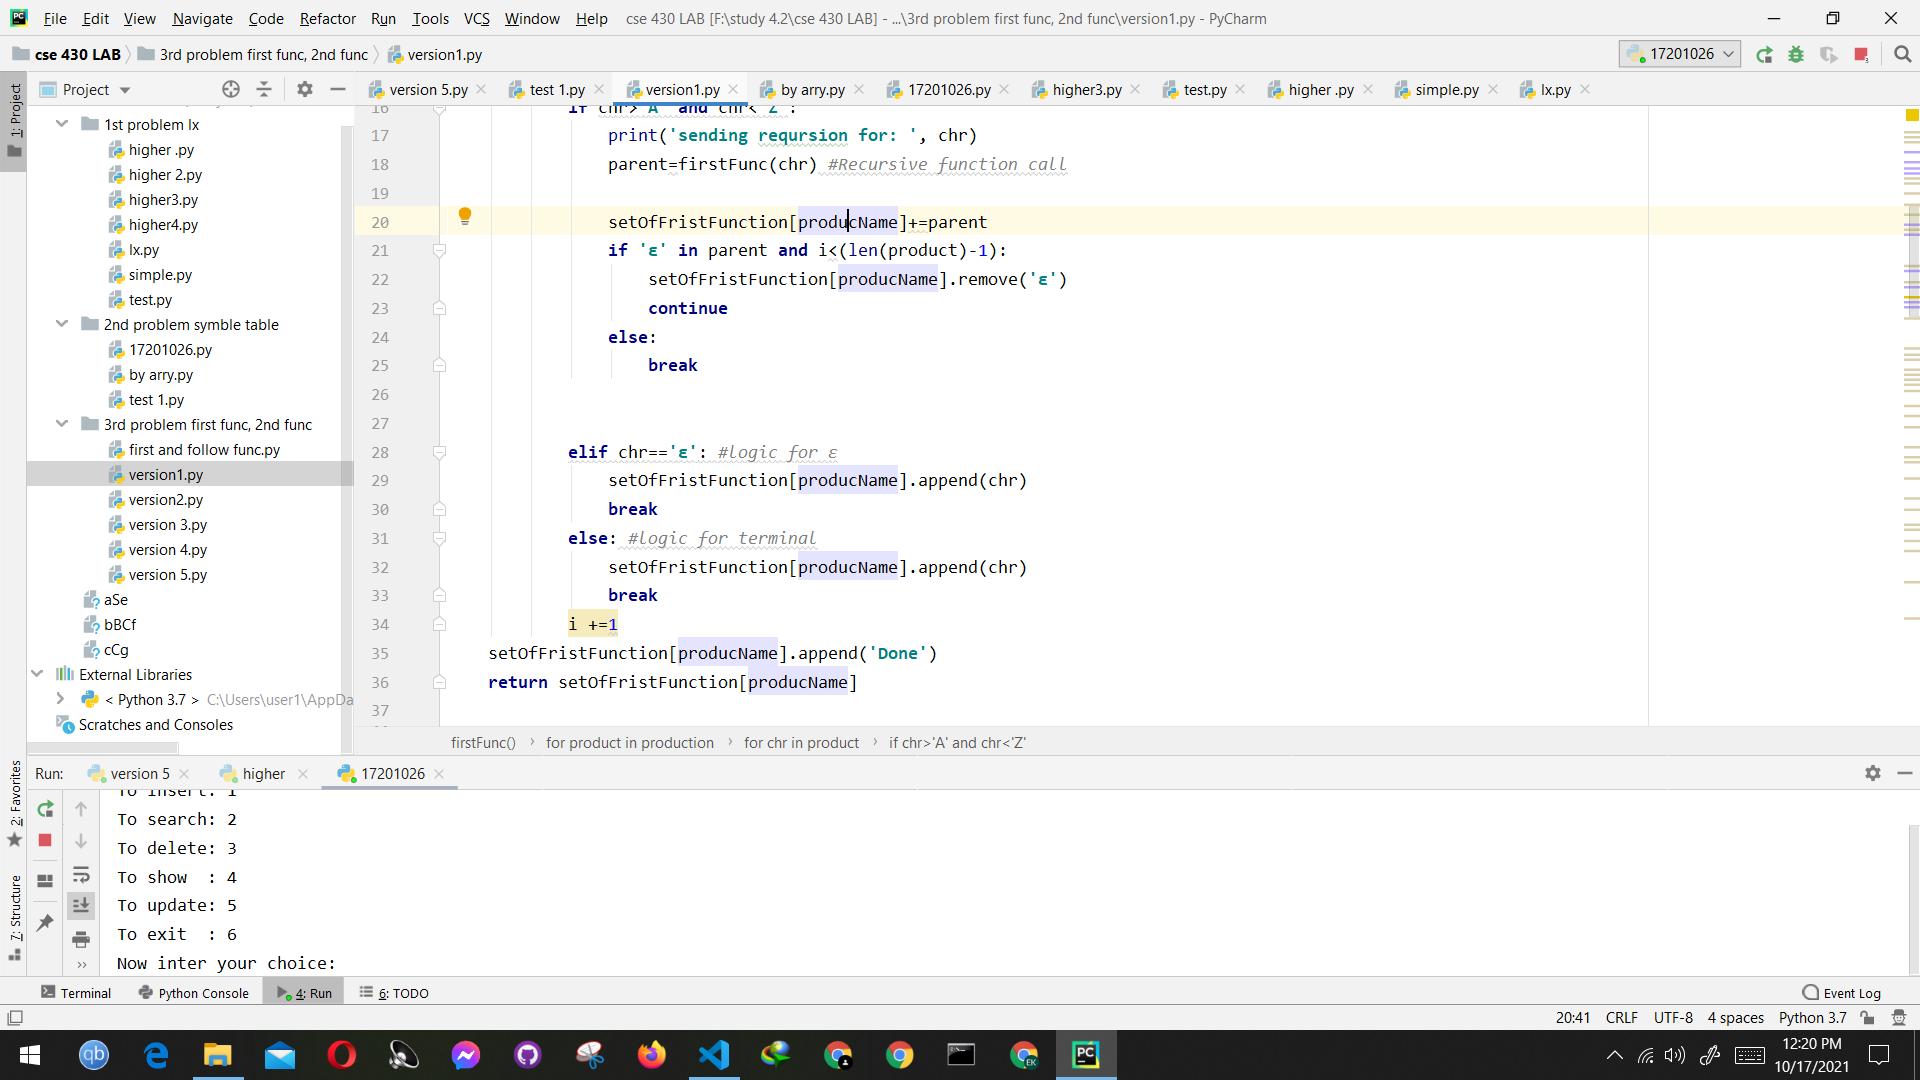 File Edit View Navigate Code Refactor Run Tools VCS Window Help cse 430 LAB [F:\study 4.2\cse 430 LAB] - ...\3rd problem first func, 2nd func\version1.py - PyCharm
cse 430 LAB 3rd problem first func, 2nd func version1.py 17201026
1: Project
Project
version 5.py test 1.py version1.py by arry.py 17201026.py higher3.py test.py higher .py simple.py lx.py
1st problem lx
higher .py
higher 2.py
higher3.py
higher4.py
lx.py
simple.py
test.py
2nd problem symble table
17201026.py
by arry.py
test 1.py
3rd problem first func, 2nd func
first and follow func.py
version1.py
version2.py
version 3.py
version 4.py
version 5.py
aSe
bBCf
cCg
External Libraries
< Python 3.7 > C:\Users\user1\AppDa
Scratches and Consoles
16 if chr>'A' and chr<'Z':
17 print('sending reqursion for: ', chr)
18 parent=firstFunc(chr) #Recursive function call
19
20 setOfFristFunction[producName]+=parent
21 if 'ε' in parent and i<(len(product)-1):
22 setOfFristFunction[producName].remove('ε')
23 continue
24 else:
25 break
26
27
28 elif chr=='ε': #logic for ε
29 setOfFristFunction[producName].append(chr)
30 break
31 else: #logic for terminal
32 setOfFristFunction[producName].append(chr)
33 break
34 i +=1
35 setOfFristFunction[producName].append('Done')
36 return setOfFristFunction[producName]
37
firstFunc() for product in production for chr in product if chr>'A' and chr<'Z'
Run: version 5 higher 17201026
2: Favorites
7: Structure
To insert: 1
To search: 2
To delete: 3
To show  : 4
To update: 5
To exit  : 6
Now inter your choice:
Terminal Python Console 4: Run 6: TODO Event Log
20:41 CRLF UTF-8 4 spaces Python 3.7
12:20 PM
10/17/2021